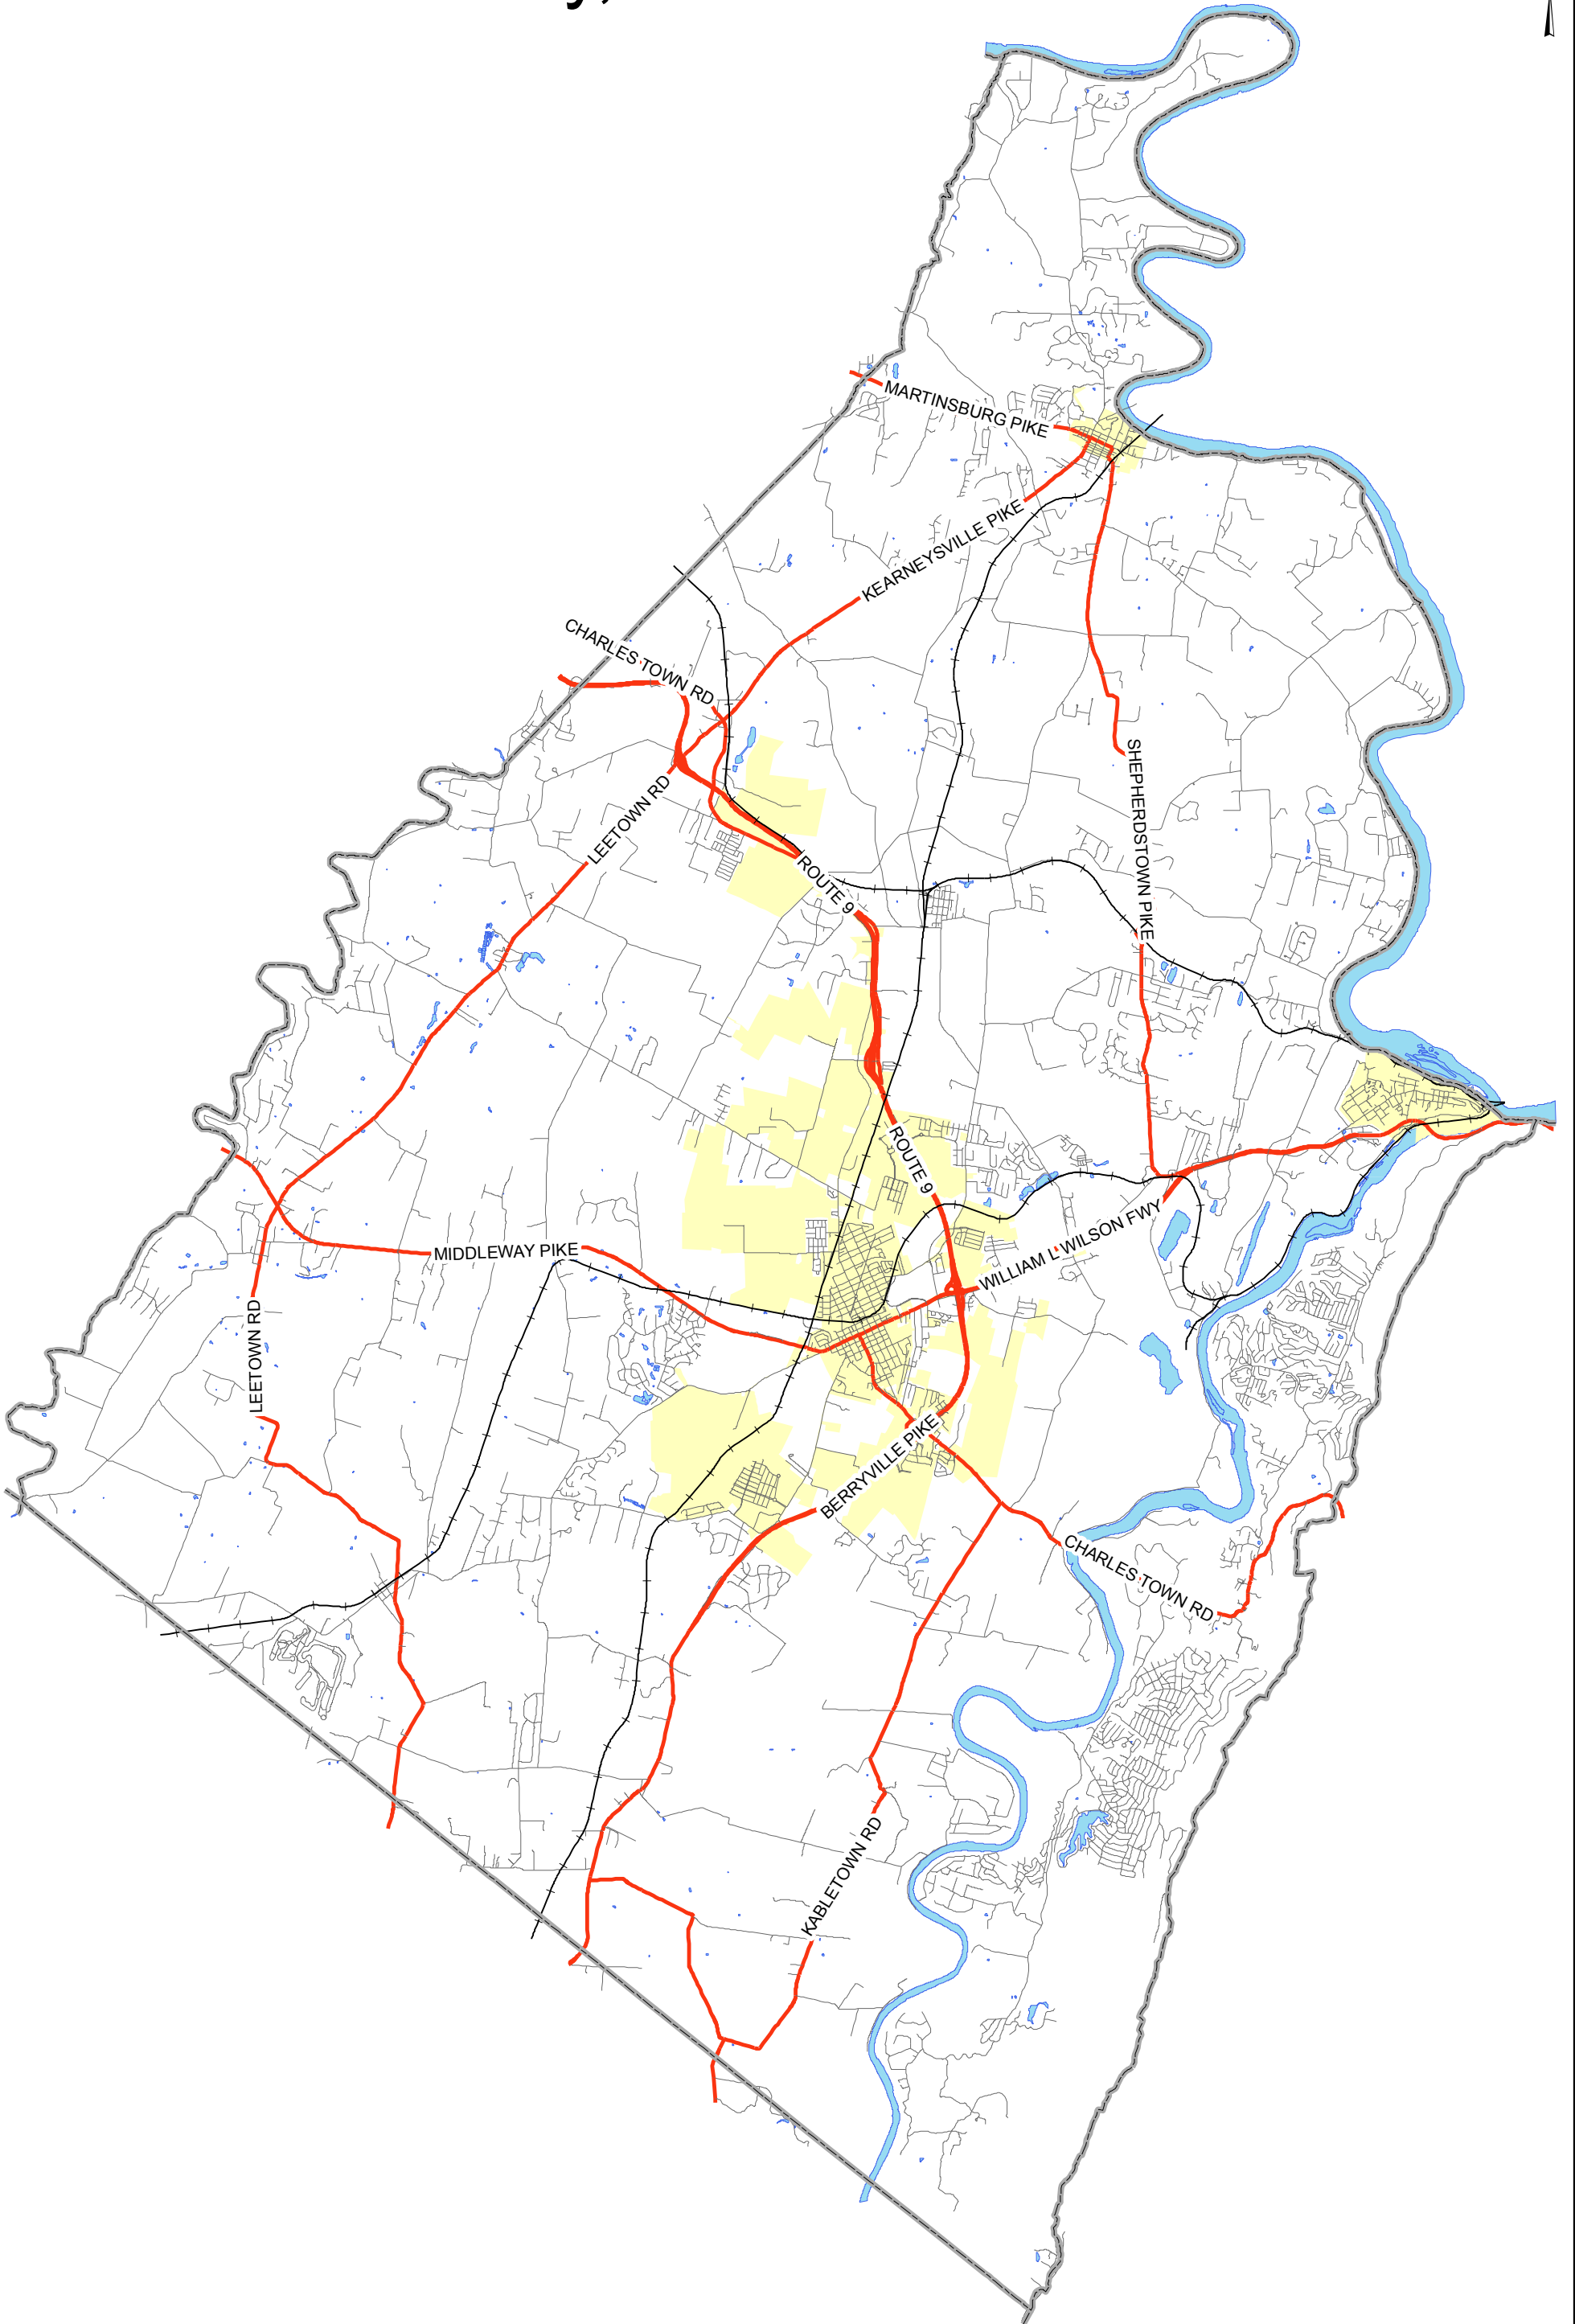 MARTINSBURG PIKE
KEARNEYSVILLE PIKE
CHARLES TOWN RD
LEETOWN RD
SHEPHERDSTOWN PIKE
ROUTE 9
ROUTE 9
WILLIAM L WILSON FWY
MIDDLEWAY PIKE
LEETOWN RD
BERRYVILLE PIKE
CHARLES TOWN RD
KABLETOWN RD